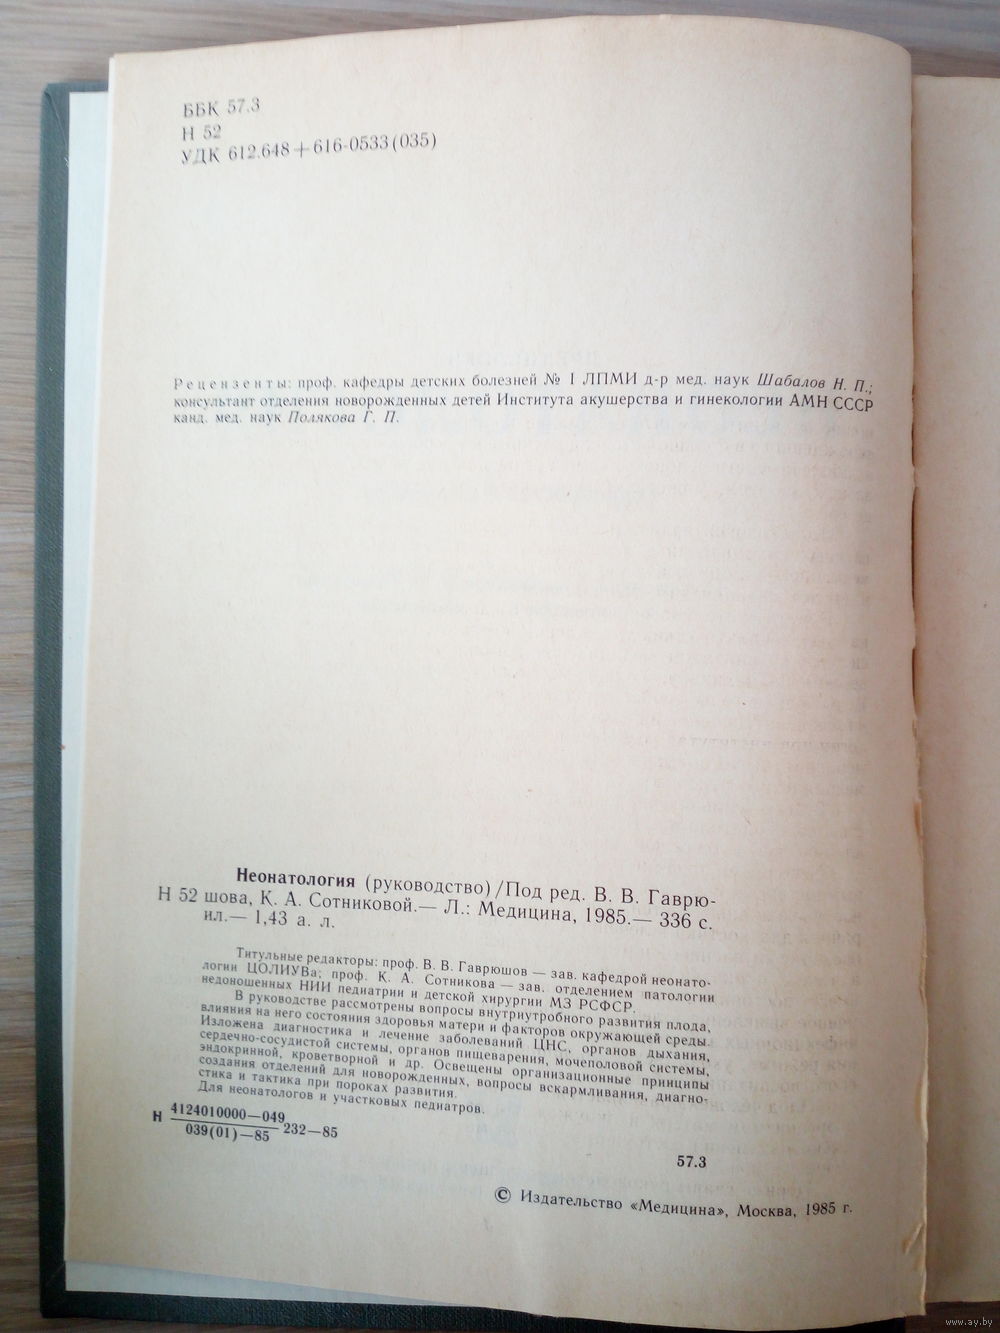 ББК 57.3
Н 52
УДК 612.648+616-0533(035)
Рецензенты: проф. кафедры детских болезней № 1 ЛПМИ д-р мед. наук Шабалов Н. П.;
консультант отделения новорожденных детей Института акушерства и гинекологии АМН СССР
канд. мед. наук Полякова Г. П.
Неонатология (руководство)/Под ред. В. В. Гаврю-
Н 52 шова, К. А. Сотниковой.— Л.: Медицина, 1985.— 336 с.
ил.— 1,43 а. л.
Титульные редакторы: проф. В. В. Гаврюшов — зав. кафедрой неонато-
логии ЦОЛИУВа; проф. К. А. Сотникова — зав. отделением патологии
недоношенных НИИ педиатрии и детской хирургии МЗ РСФСР.
В руководстве рассмотрены вопросы внутриутробного развития плода,
влияния на него состояния здоровья матери и факторов окружающей среды.
Изложена диагностика и лечение заболеваний ЦНС, органов дыхания,
сердечно-сосудистой системы, органов пищеварения, мочеполовой системы,
эндокринной, кроветворной и др. Освещены организационные принципы
создания отделений для новорожденных, вопросы вскармливания, диагно-
стика и тактика при пороках развития.
Для неонатологов и участковых педиатров.
Н 4124010000—049
039(01)—85 232—85
57.3
© Издательство «Медицина», Москва, 1985 г.
www.ay.by